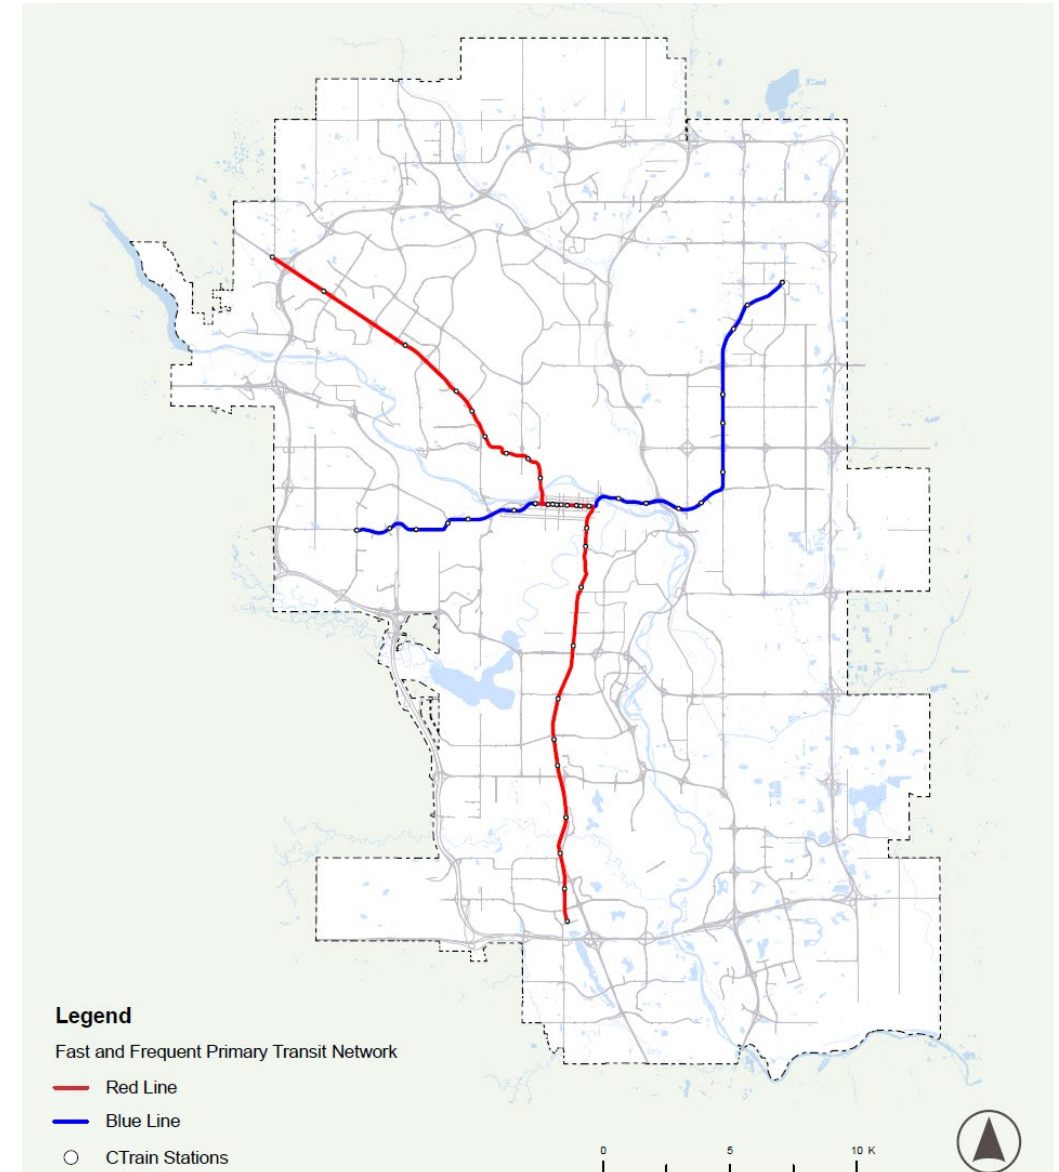 Legend
Fast and Frequent Primary Transit Network
Red Line
Blue Line
CTrain Stations
0 5 10 K